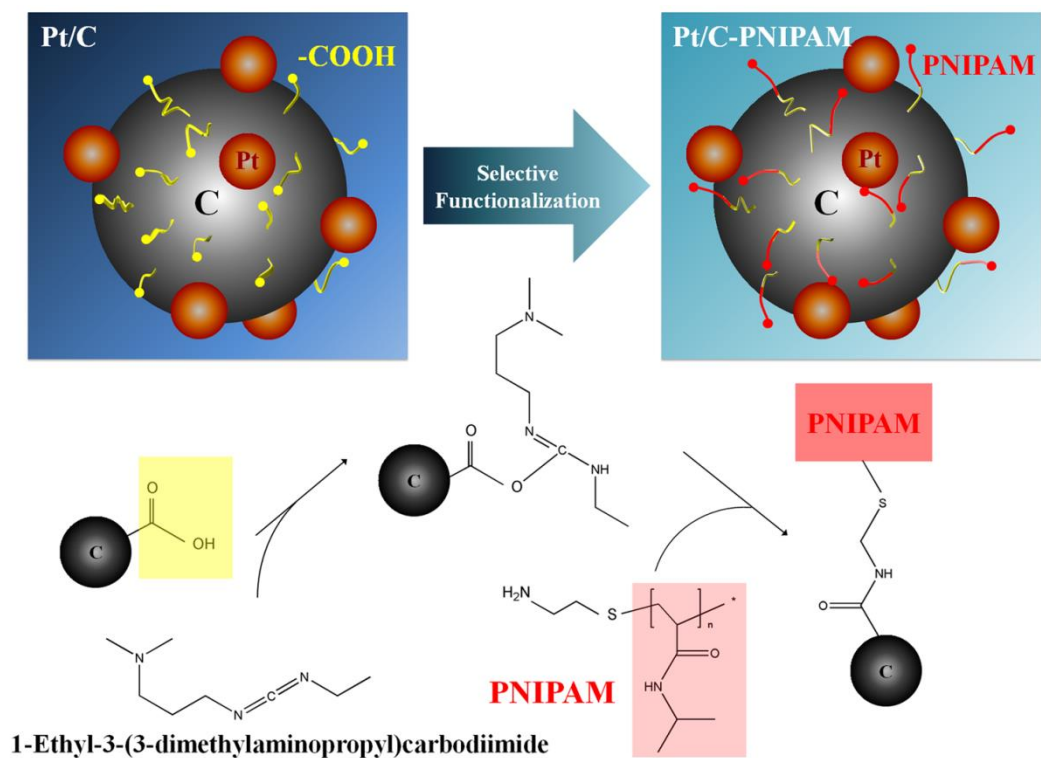 Pt/C
-COOH
Pt
C
Selective
Functionalization
Pt/C-PNIPAM
PNIPAM
Pt
C
C
O
OH
N
N
C
N
1-Ethyl-3-(3-dimethylaminopropyl)carbodiimide
N
N
C
NH
O
O
C
H2N
S
n
*
O
HN
PNIPAM
PNIPAM
S
NH
O
C